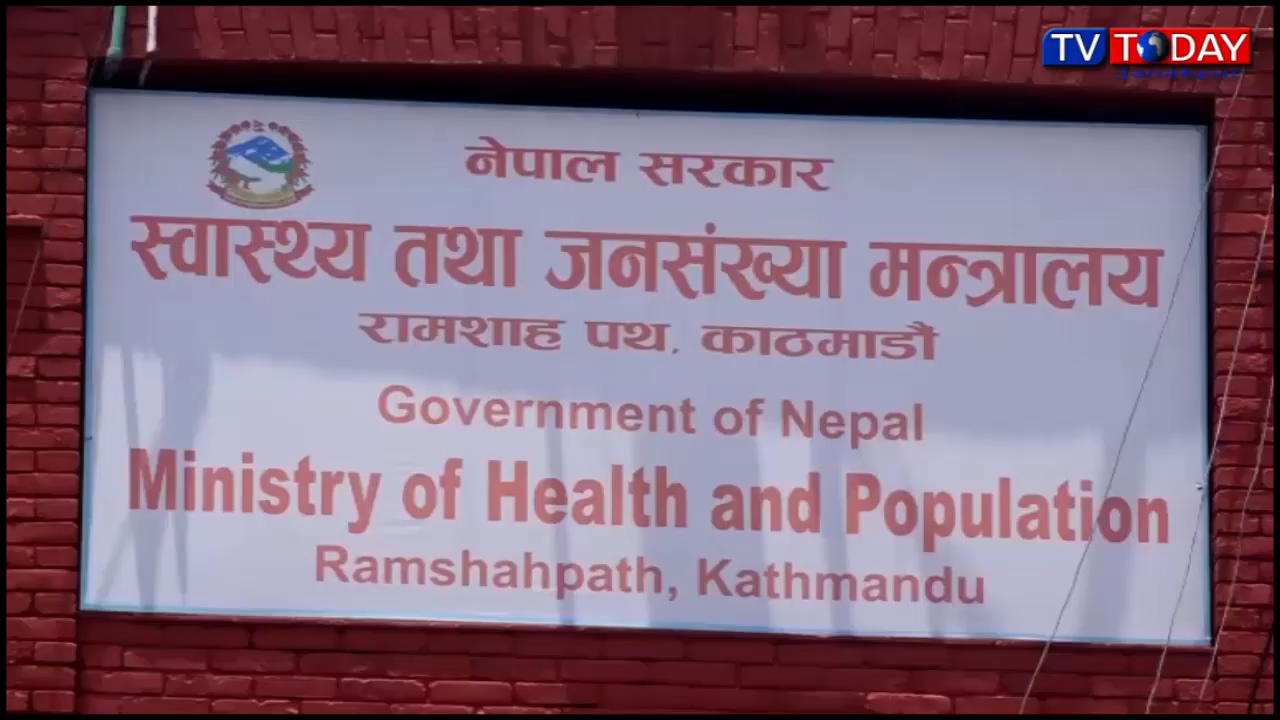 TV TODAY
Janakpur
नेपाल सरकार
स्वास्थ्य तथा जनसंख्या मन्त्रालय
रामशाह पथ, काठमाडौं
Government of Nepal
Ministry of Health and Population
Ramshahpath, Kathmandu